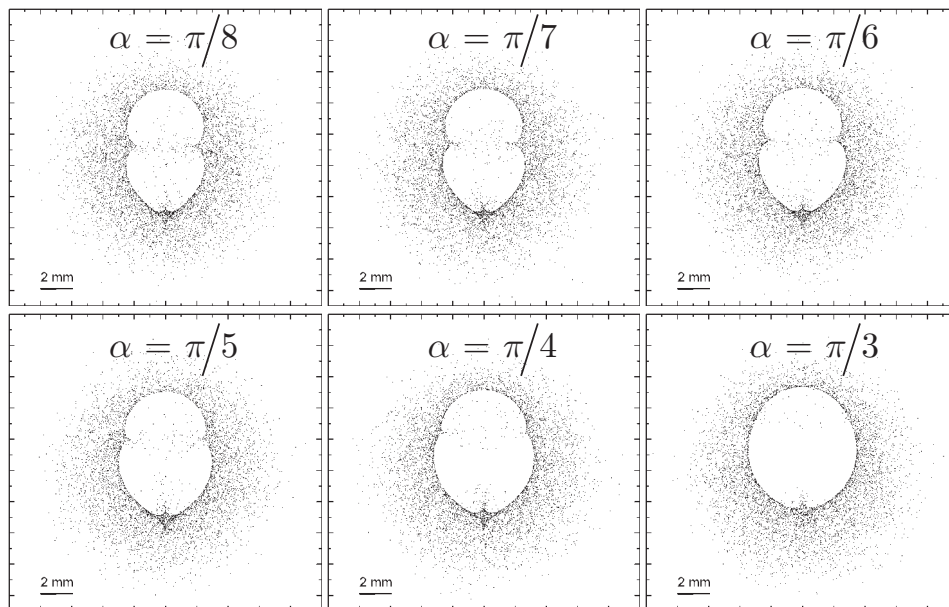 α = π/8
2 mm
α = π/7
2 mm
α = π/6
2 mm
α = π/5
2 mm
α = π/4
2 mm
α = π/3
2 mm